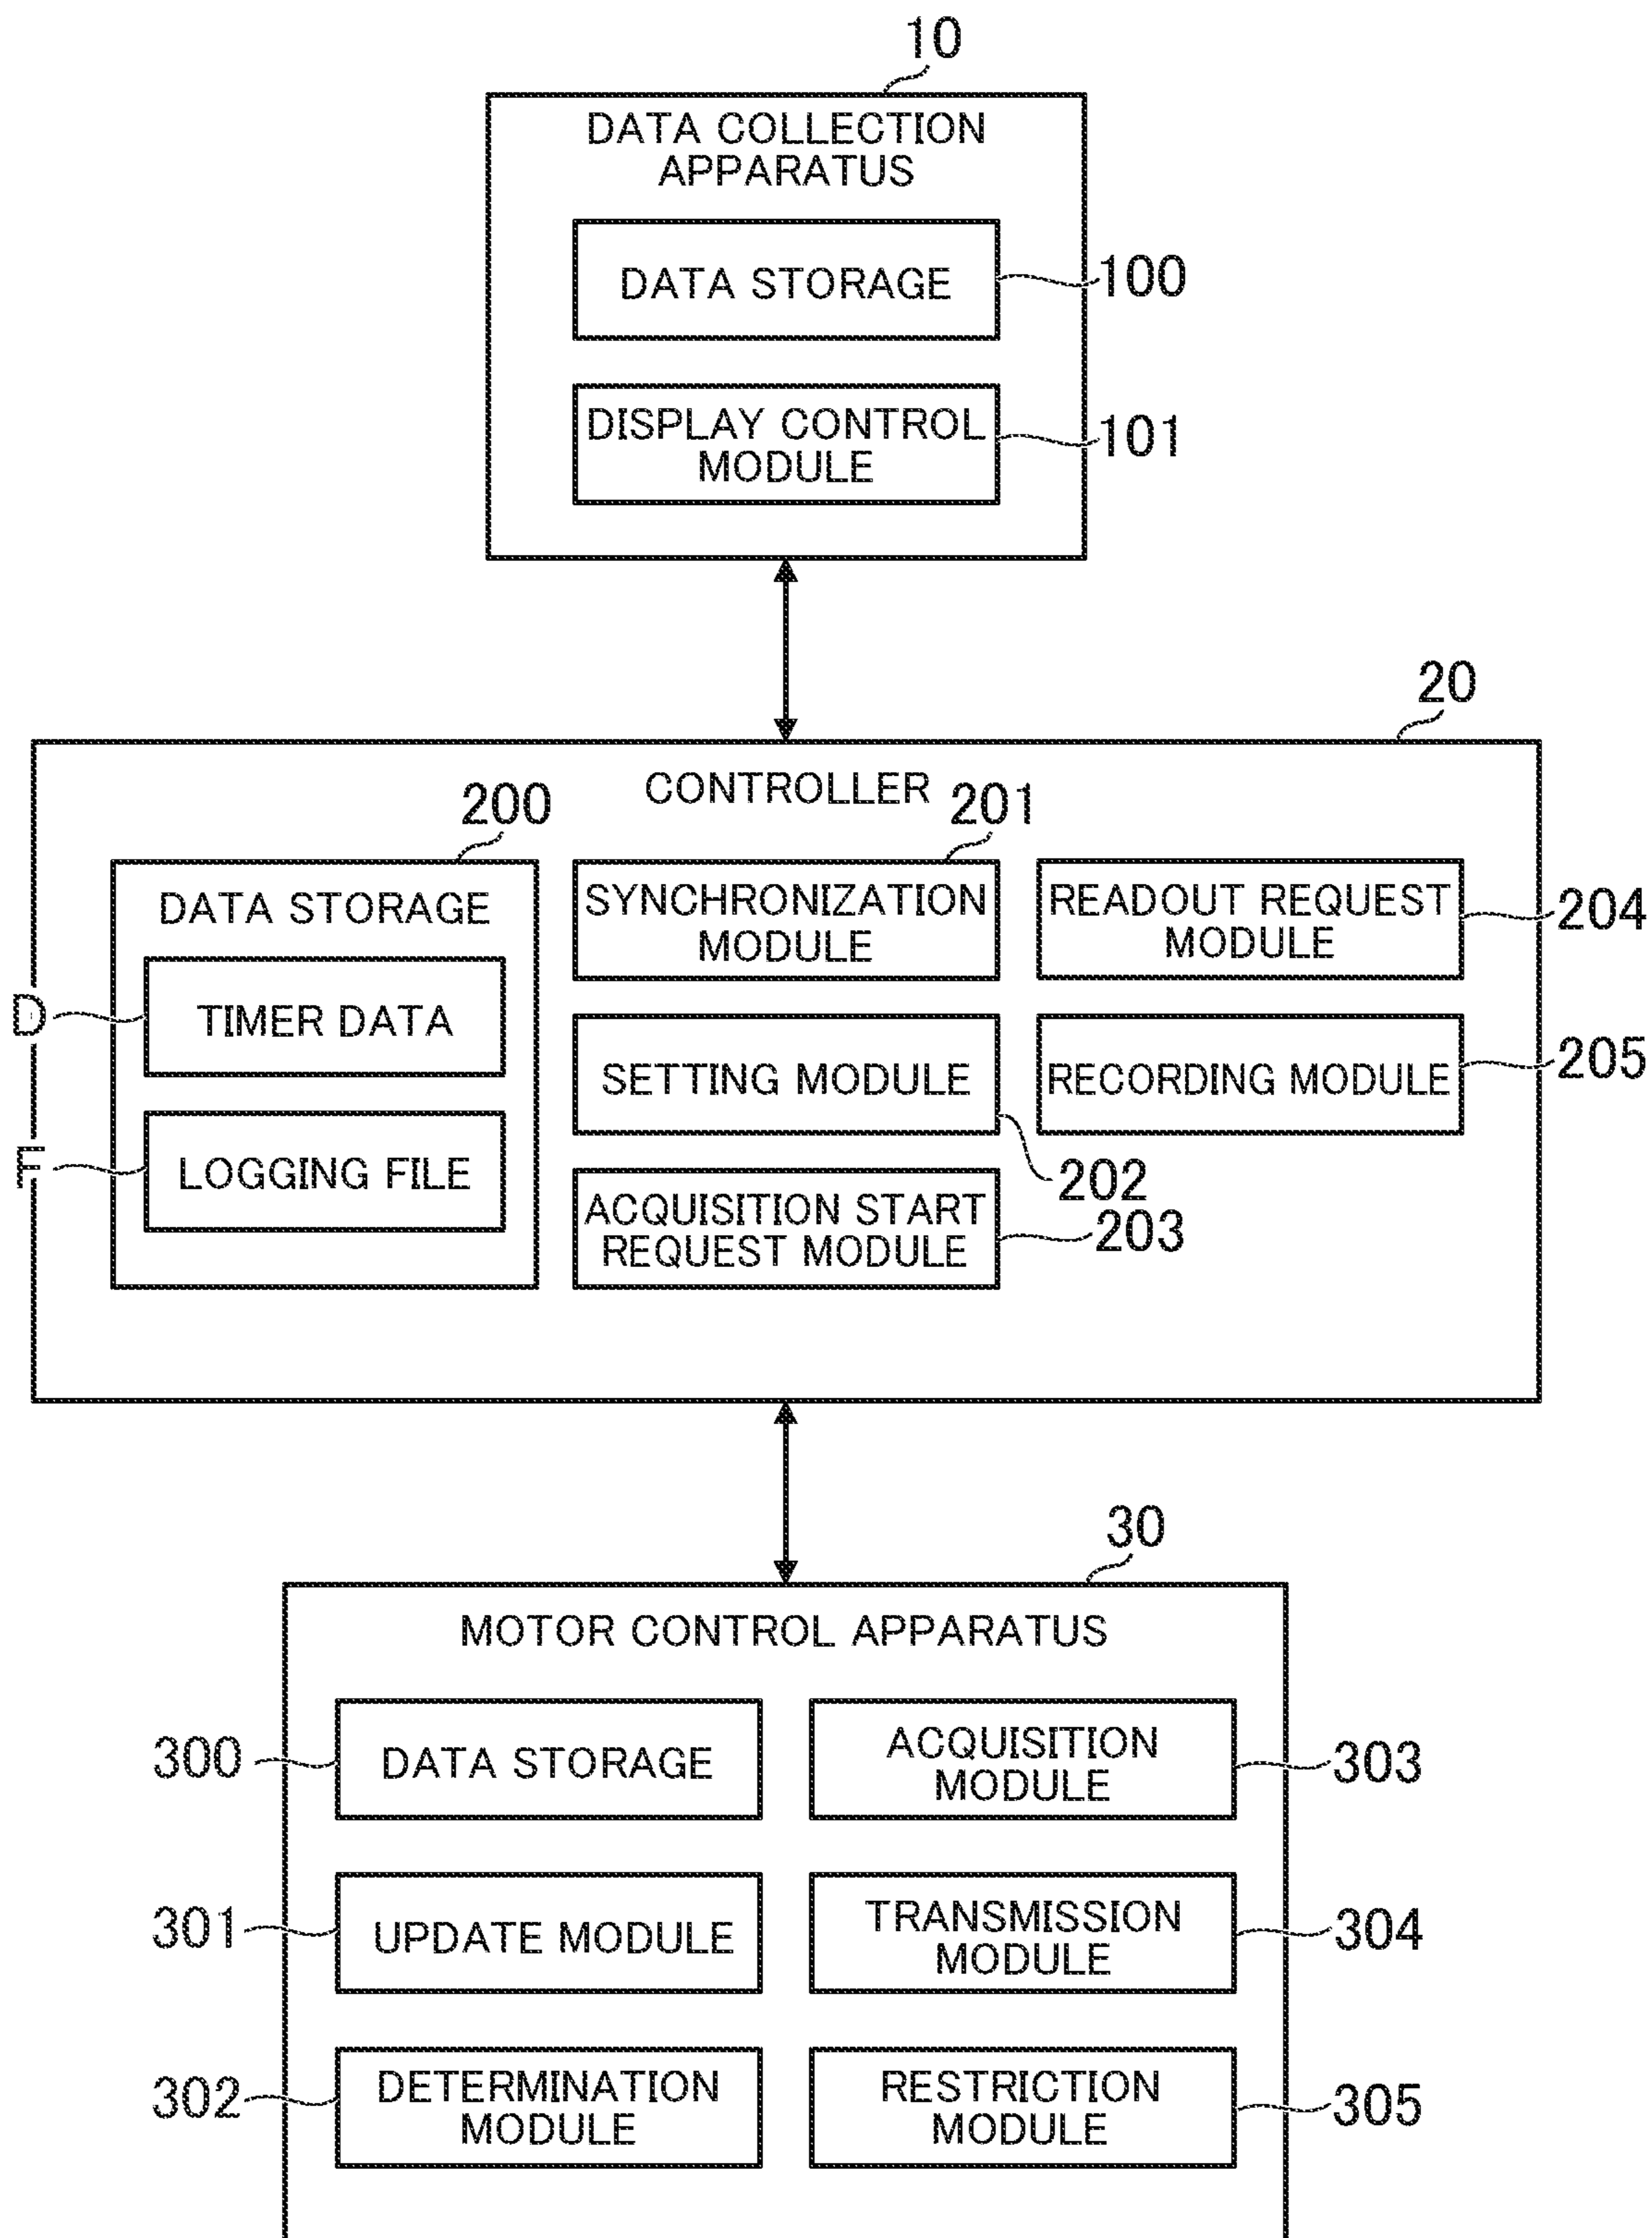 10
DATA COLLECTION
APPARATUS
DATA STORAGE
100
DISPLAY CONTROL
MODULE
101
20
CONTROLLER
200
DATA STORAGE
D
TIMER DATA
F
LOGGING FILE
201
SYNCHRONIZATION
MODULE
SETTING MODULE
202
ACQUISITION START
REQUEST MODULE
203
READOUT REQUEST
MODULE
204
RECORDING MODULE
205
30
MOTOR CONTROL APPARATUS
300
DATA STORAGE
301
UPDATE MODULE
302
DETERMINATION
MODULE
ACQUISITION
MODULE
303
TRANSMISSION
MODULE
304
RESTRICTION
MODULE
305